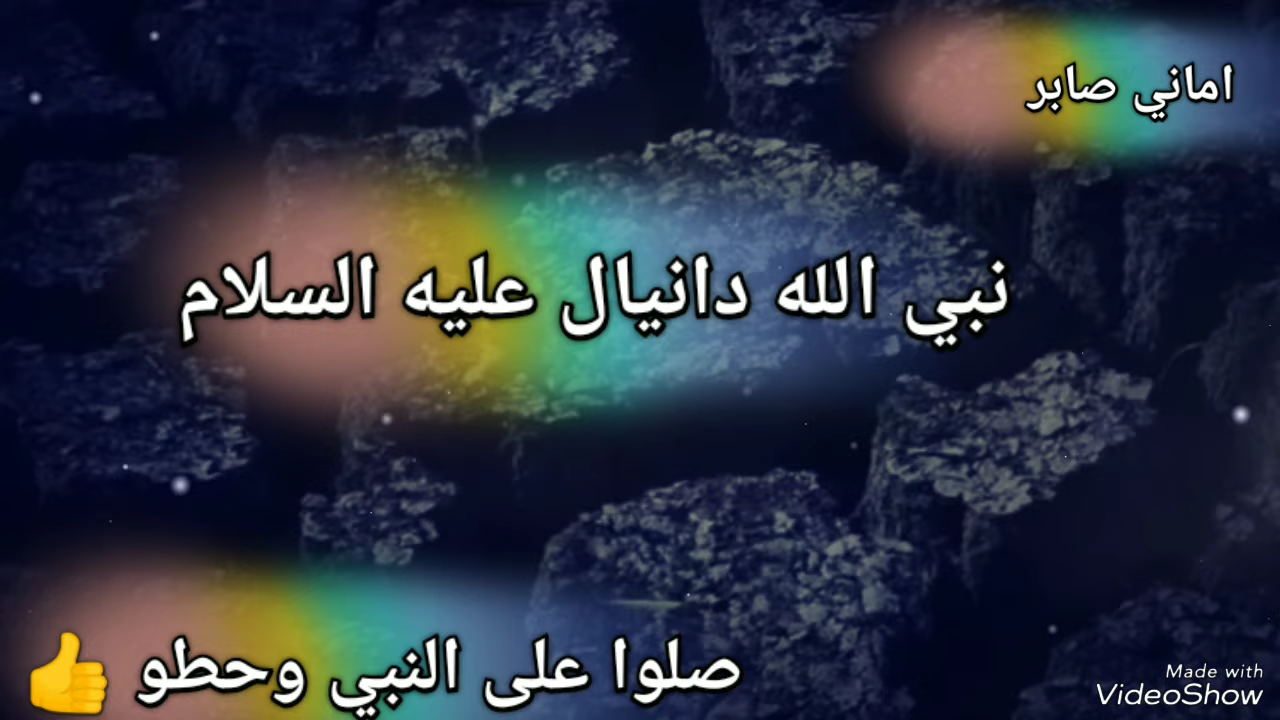 اماني صابر
نبي الله دانيال عليه السلام
صلوا على النبي وحطو 👍
Made with
VideoShow